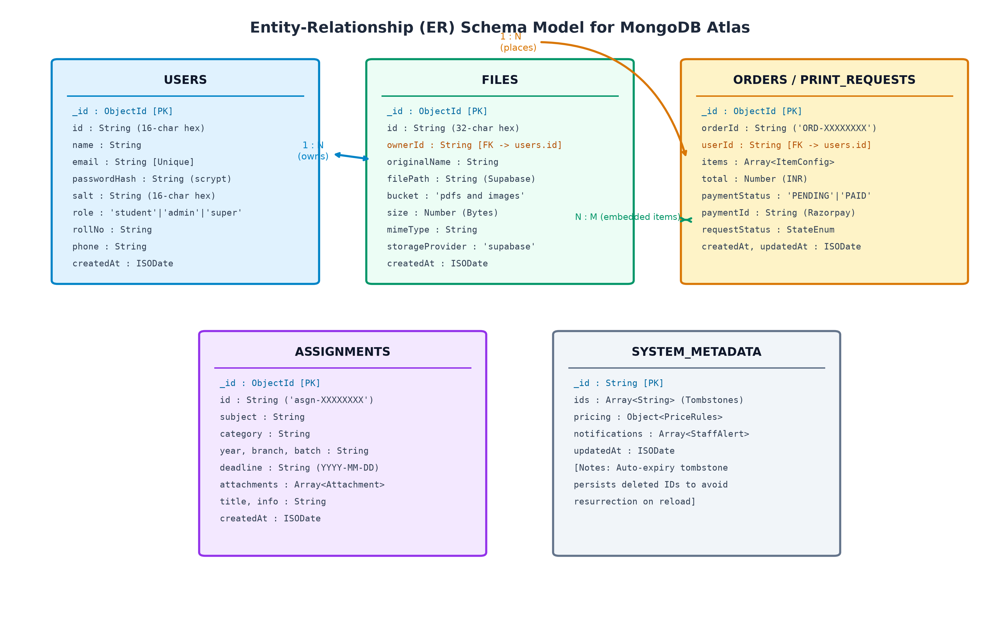 Entity-Relationship (ER) Schema Model for MongoDB Atlas
1 : N
(places)
USERS
_id : ObjectId [PK]
id : String (16-char hex)
name : String
email : String [Unique]
passwordHash : String (scrypt)
salt : String (16-char hex)
role : 'student'|'admin'|'super'
rollNo : String
phone : String
createdAt : ISODate
1 : N
(owns)
FILES
_id : ObjectId [PK]
id : String (32-char hex)
ownerId : String [FK -> users.id]
originalName : String
filePath : String (Supabase)
bucket : 'pdfs and images'
size : Number (Bytes)
mimeType : String
storageProvider : 'supabase'
createdAt : ISODate
N : M (embedded items)
ORDERS / PRINT_REQUESTS
_id : ObjectId [PK]
orderId : String ('ORD-XXXXXXXX')
userId : String [FK -> users.id]
items : Array<ItemConfig>
total : Number (INR)
paymentStatus : 'PENDING'|'PAID'
paymentId : String (Razorpay)
requestStatus : StateEnum
createdAt, updatedAt : ISODate
ASSIGNMENTS
_id : ObjectId [PK]
id : String ('asgn-XXXXXXXX')
subject : String
category : String
year, branch, batch : String
deadline : String (YYYY-MM-DD)
attachments : Array<Attachment>
title, info : String
createdAt : ISODate
SYSTEM_METADATA
_id : String [PK]
ids : Array<String> (Tombstones)
pricing : Object<PriceRules>
notifications : Array<StaffAlert>
updatedAt : ISODate
[Notes: Auto-expiry tombstone
persists deleted IDs to avoid
resurrection on reload]